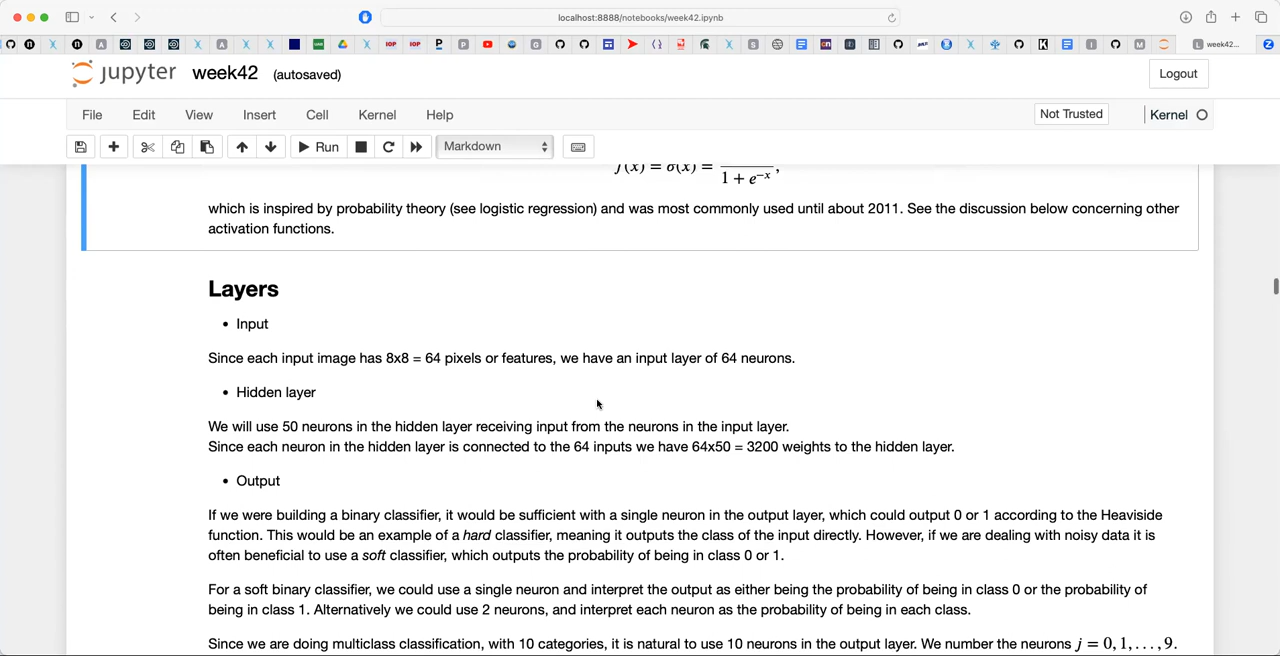 localhost:8888/notebooks/week42.ipynb
week42...
jupyter week42 (autosaved)
Logout
File Edit View Insert Cell Kernel Help
Not Trusted
Kernel
Run
Markdown
f(x) = σ(x) = 1 + e⁻ˣ,
which is inspired by probability theory (see logistic regression) and was most commonly used until about 2011. See the discussion below concerning other
activation functions.
Layers
• Input
Since each input image has 8x8 = 64 pixels or features, we have an input layer of 64 neurons.
• Hidden layer
We will use 50 neurons in the hidden layer receiving input from the neurons in the input layer.
Since each neuron in the hidden layer is connected to the 64 inputs we have 64x50 = 3200 weights to the hidden layer.
• Output
If we were building a binary classifier, it would be sufficient with a single neuron in the output layer, which could output 0 or 1 according to the Heaviside
function. This would be an example of a hard classifier, meaning it outputs the class of the input directly. However, if we are dealing with noisy data it is
often beneficial to use a soft classifier, which outputs the probability of being in class 0 or 1.
For a soft binary classifier, we could use a single neuron and interpret the output as either being the probability of being in class 0 or the probability of
being in class 1. Alternatively we could use 2 neurons, and interpret each neuron as the probability of being in each class.
Since we are doing multiclass classification, with 10 categories, it is natural to use 10 neurons in the output layer. We number the neurons j = 0, 1, . . . , 9.